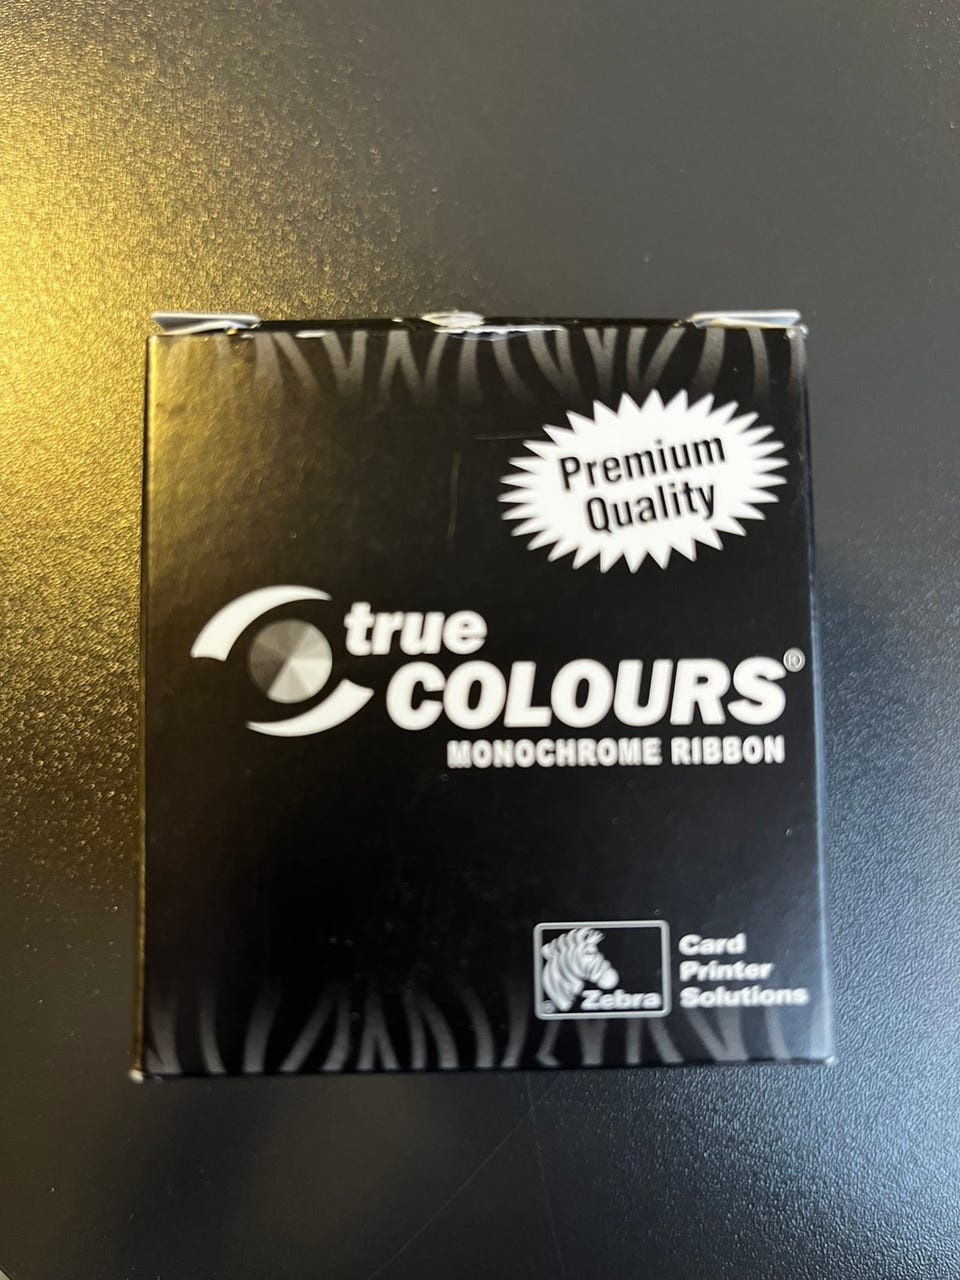 Premium
Quality
true
COLOURS®
MONOCHROME RIBBON
Zebra®
Card
Printer
Solutions